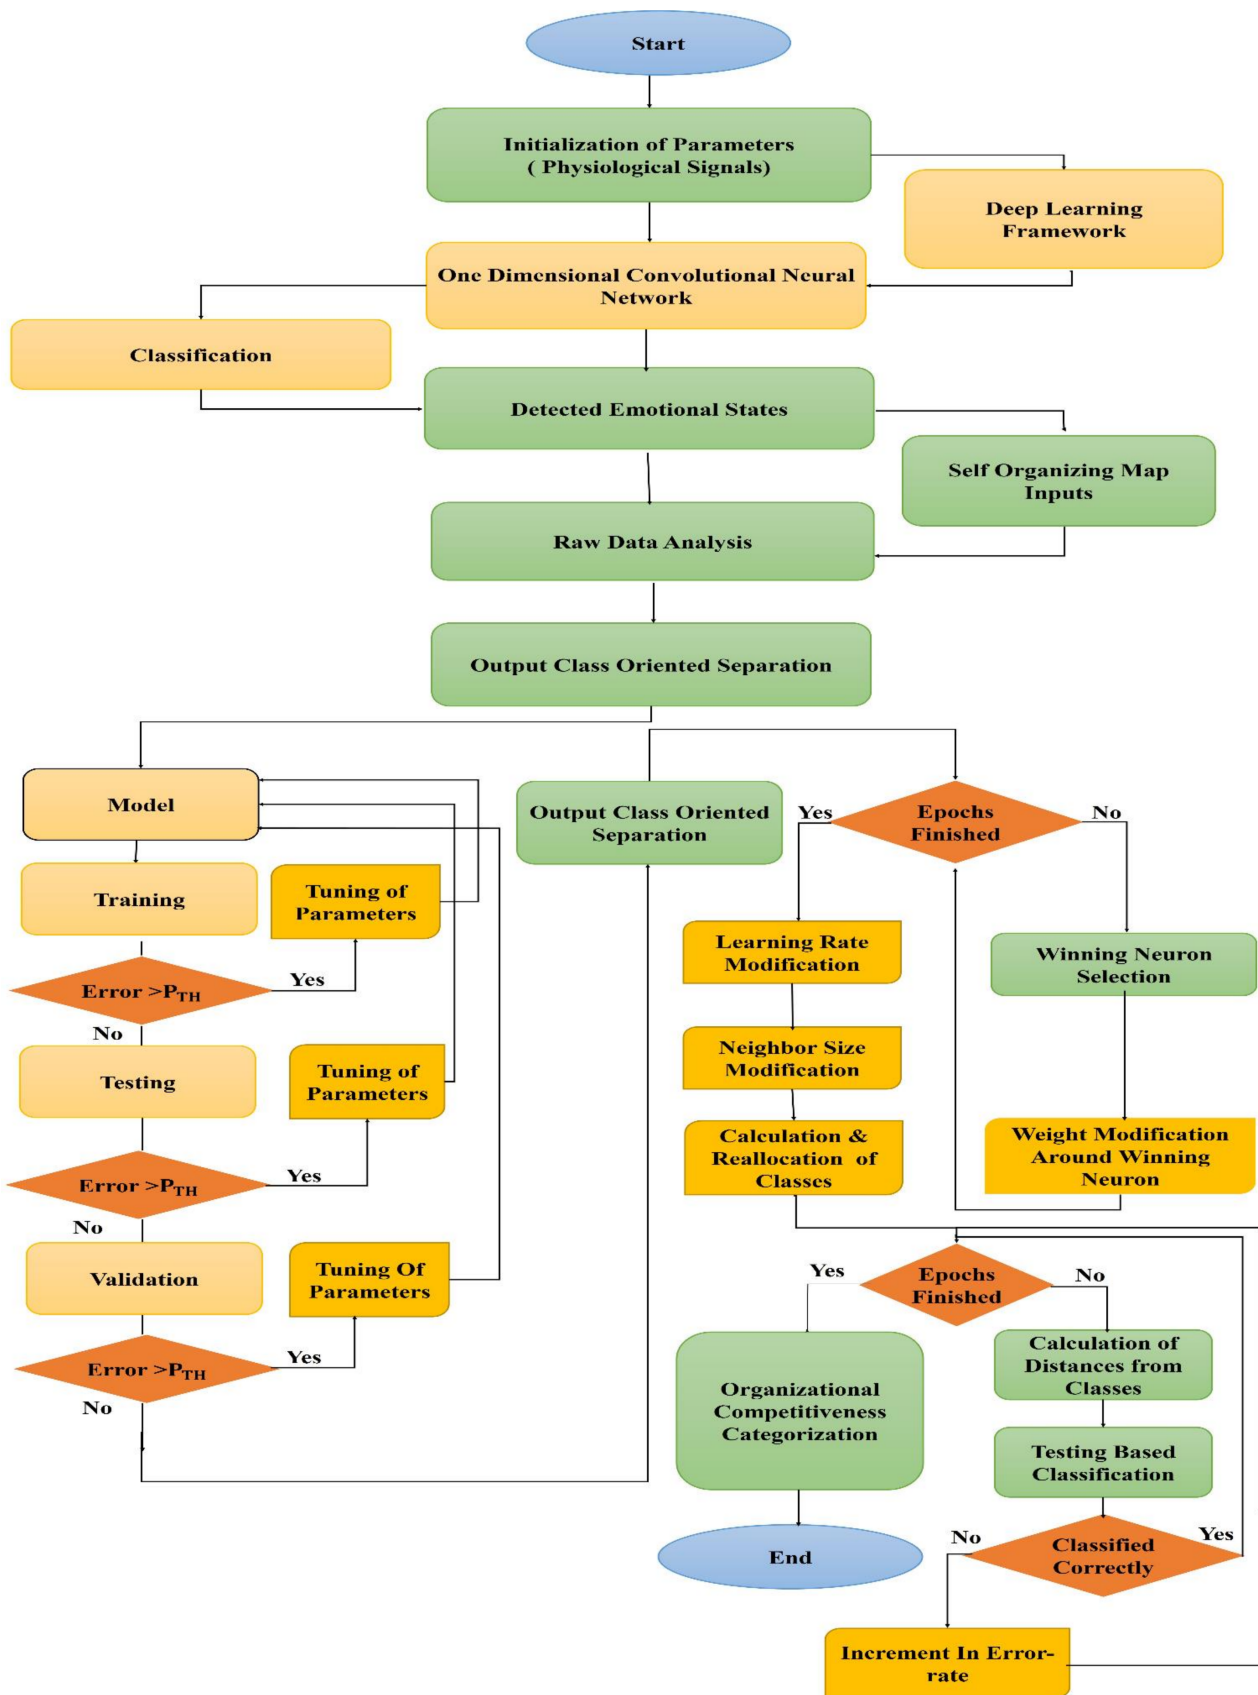 Start
Initialization of Parameters
( Physiological Signals)
Deep Learning
Framework
One Dimensional Convolutional Neural
Network
Classification
Detected Emotional States
Self Organizing Map
Inputs
Raw Data Analysis
Output Class Oriented Separation
Model
Training
Tuning of
Parameters
Error >PTH
Yes
No
Testing
Tuning of
Parameters
Error >PTH
Yes
No
Validation
Tuning Of
Parameters
Error >PTH
Yes
No
Output Class Oriented
Separation
Yes
Epochs
Finished
No
Learning Rate
Modification
Winning Neuron
Selection
Neighbor Size
Modification
Calculation &
Reallocation of
Classes
Weight Modification
Around Winning
Neuron
Yes
Epochs
Finished
No
Organizational
Competitiveness
Categorization
Calculation of
Distances from
Classes
Testing Based
Classification
End
No
Classified
Correctly
Yes
Increment In Error-
rate